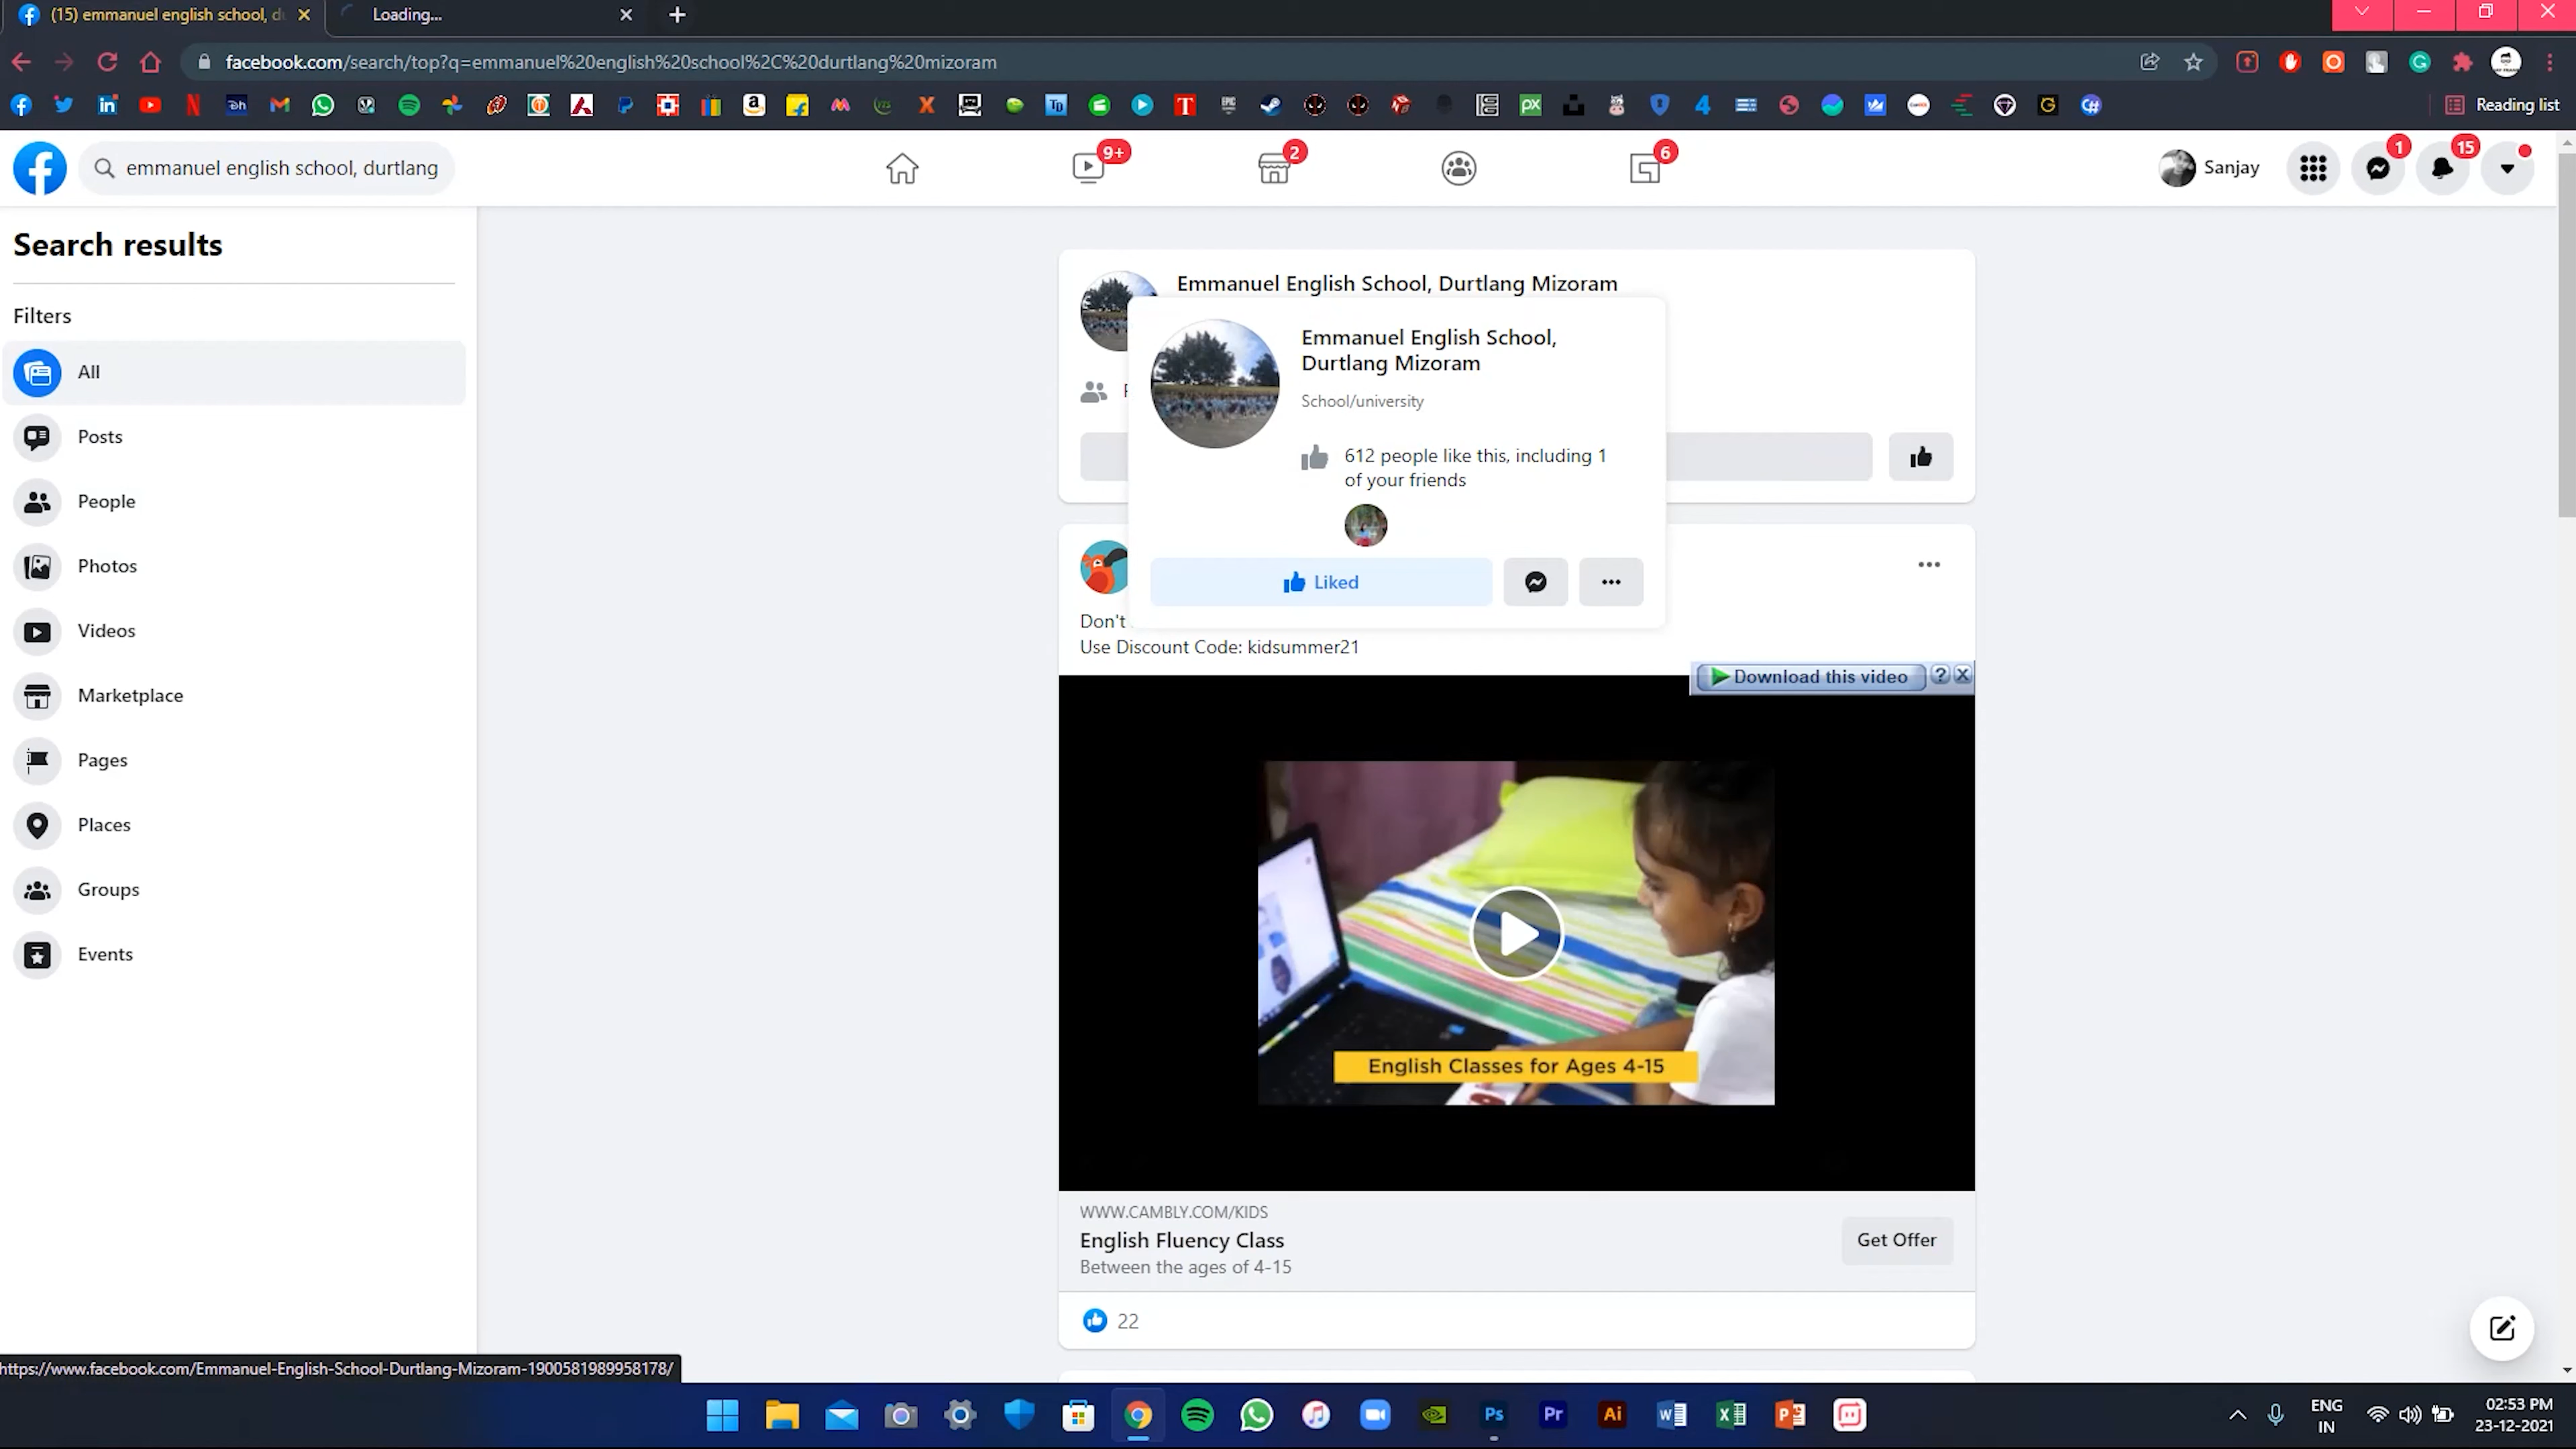 (15) emmanuel english school, d
Loading...
facebook.com/search/top?q=emmanuel%20english%20school%2C%20durtlang%20mizoram
Reading list
emmanuel english school, durtlang
9+
2
6
Sanjay
1
15
Search results
Filters
All
Posts
People
Photos
Videos
Marketplace
Pages
Places
Groups
Events
Emmanuel English School, Durtlang Mizoram
Emmanuel English School,
Durtlang Mizoram
School/university
612 people like this, including 1
of your friends
Liked
Don't
Use Discount Code: kidsummer21
Download this video
English Classes for Ages 4-15
WWW.CAMBLY.COM/KIDS
English Fluency Class
Between the ages of 4-15
Get Offer
22
https://www.facebook.com/Emmanuel-English-School-Durtlang-Mizoram-1900581989958178/
ENG
IN
02:53 PM
23-12-2021